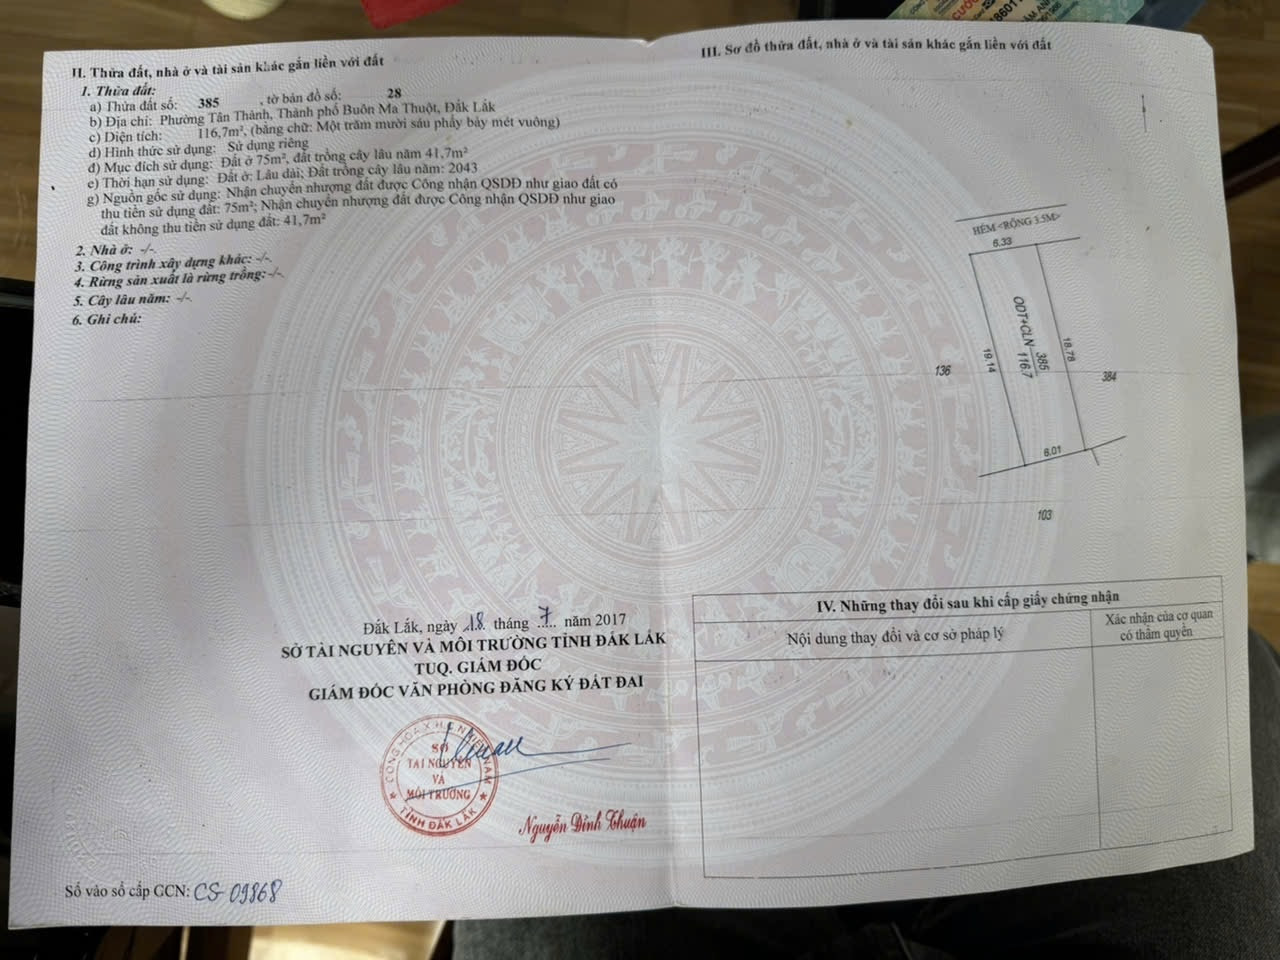 II. Thửa đất, nhà ở và tài sản khác gắn liền với đất
1. Thửa đất:
a) Thửa đất số: 385 , tờ bản đồ số: 28
b) Địa chỉ: Phường Tân Thành, Thành phố Buôn Ma Thuột, Đắk Lắk
c) Diện tích: 116,7m², (bằng chữ: Một trăm mười sáu phẩy bảy mét vuông)
d) Hình thức sử dụng: Sử dụng riêng
đ) Mục đích sử dụng: Đất ở 75m², đất trồng cây lâu năm 41,7m²
e) Thời hạn sử dụng: Đất ở: Lâu dài; Đất trồng cây lâu năm: 2043
g) Nguồn gốc sử dụng: Nhận chuyển nhượng đất được Công nhận QSDĐ như giao đất có
thu tiền sử dụng đất: 75m²; Nhận chuyển nhượng đất được Công nhận QSDĐ như giao
đất không thu tiền sử dụng đất: 41,7m²
2. Nhà ở: -/-.
3. Công trình xây dựng khác: -/-.
4. Rừng sản xuất là rừng trồng: -/-.
5. Cây lâu năm: -/-.
6. Ghi chú:
Đắk Lắk, ngày 18 tháng 7 năm 2017
SỞ TÀI NGUYÊN VÀ MÔI TRƯỜNG TỈNH ĐẮK LẮK
TUQ. GIÁM ĐỐC
GIÁM ĐỐC VĂN PHÒNG ĐĂNG KÝ ĐẤT ĐAI
SỞ
TÀI NGUYÊN
VÀ
MÔI TRƯỜNG
TỈNH ĐẮK LẮK
Nguyễn Đình Thuận
Số vào sổ cấp GCN: CS 09868
III. Sơ đồ thửa đất, nhà ở và tài sản khác gắn liền với đất
HẺM <RỘNG 3.5M>
6.33
ODT+CLN 385
116.7
19.14
18.78
136
384
6.01
103
IV. Những thay đổi sau khi cấp giấy chứng nhận
Nội dung thay đổi và cơ sở pháp lý
Xác nhận của cơ quan
có thẩm quyền